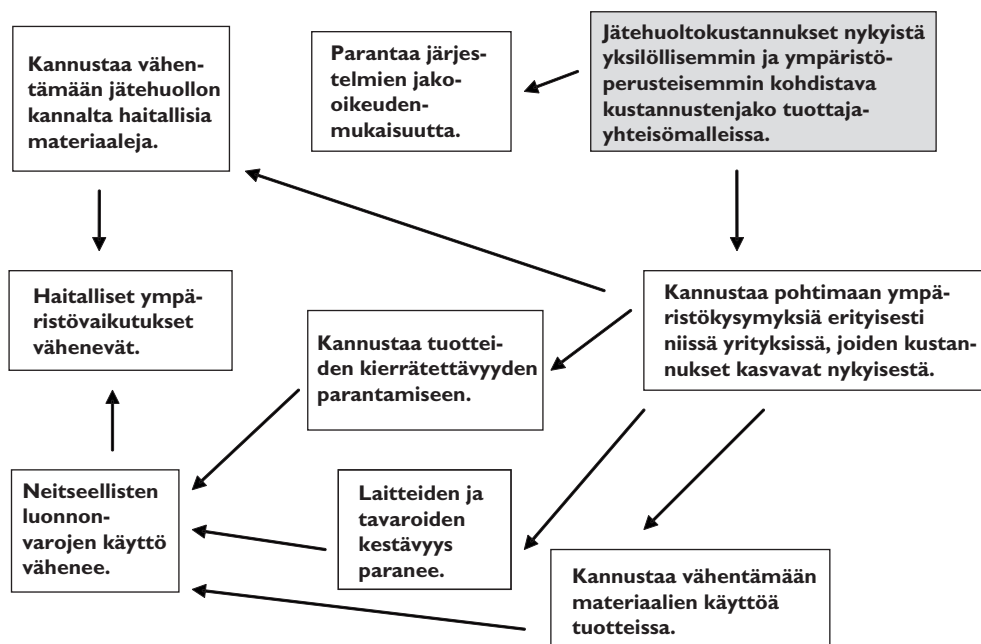 Kannustaa vähen-
tämään jätehuollon
kannalta haitallisia
materiaaleja.
Parantaa järjes-
telmien jako-
oikeuden-
mukaisuutta.
Jätehuoltokustannukset nykyistä
yksilöllisemmin ja ympäristö-
perusteisemmin kohdistava
kustannustenjako tuottaja-
yhteisömalleissa.
Haitalliset ympä-
ristövaikutukset
vähenevät.
Kannustaa tuottei-
den kierrätettävyyden
parantamiseen.
Kannustaa pohtimaan ympä-
ristökysymyksiä erityisesti
niissä yrityksissä, joiden kustan-
nukset kasvavat nykyisestä.
Neitseellisten
luonnon-
varojen käyttö
vähenee.
Laitteiden ja
tavaroiden
kestävyys
paranee.
Kannustaa vähentämään
materiaalien käyttöä
tuotteissa.